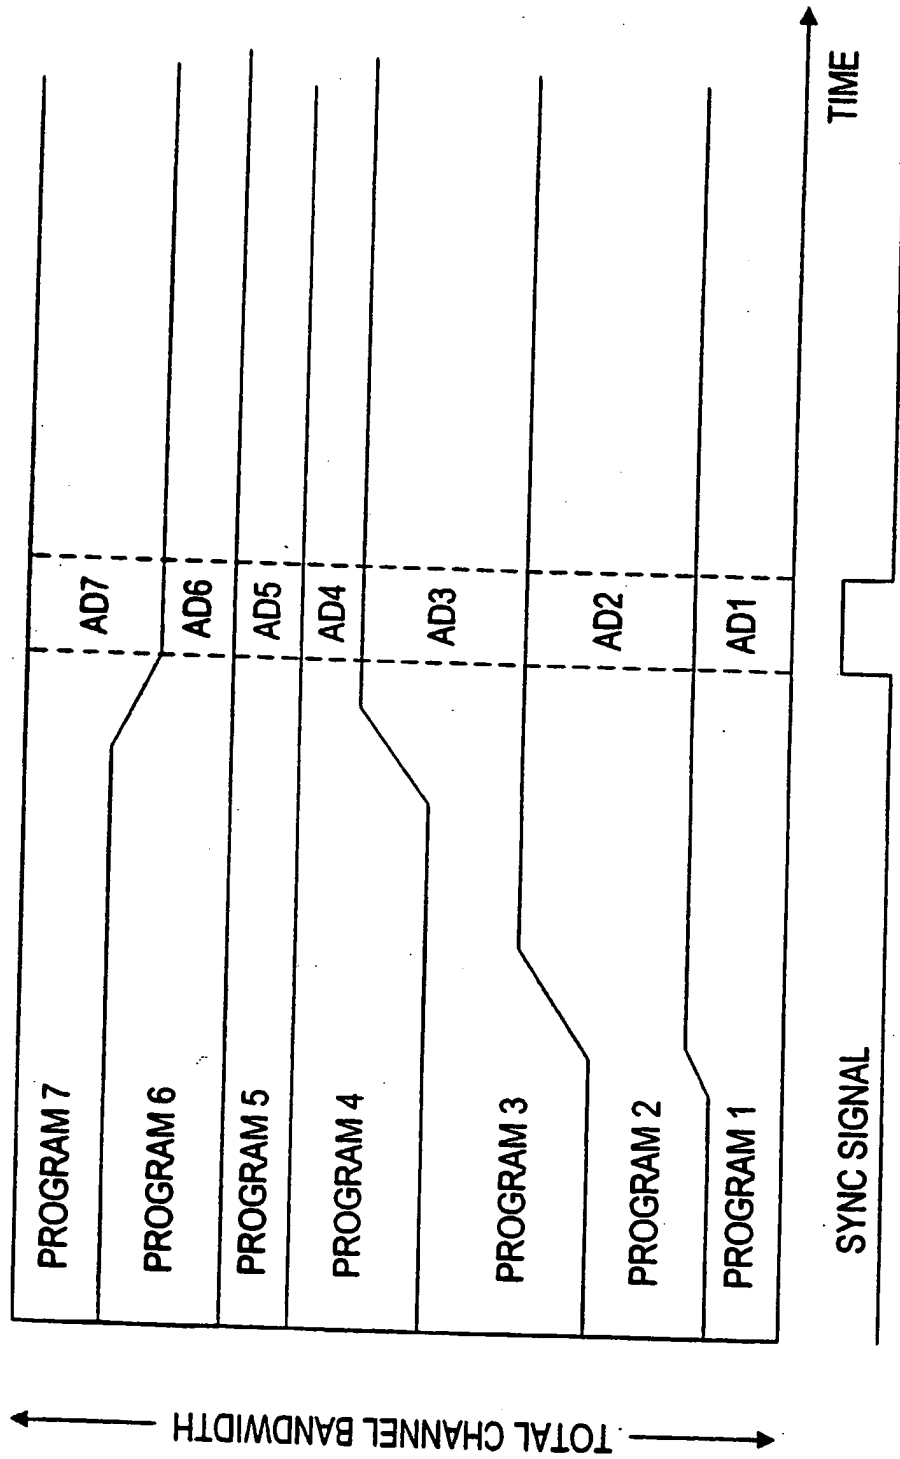 TOTAL CHANNEL BANDWIDTH
PROGRAM 7
PROGRAM 6
PROGRAM 5
PROGRAM 4
PROGRAM 3
PROGRAM 2
PROGRAM 1
AD7
AD6
AD5
AD4
AD3
AD2
AD1
SYNC SIGNAL
TIME